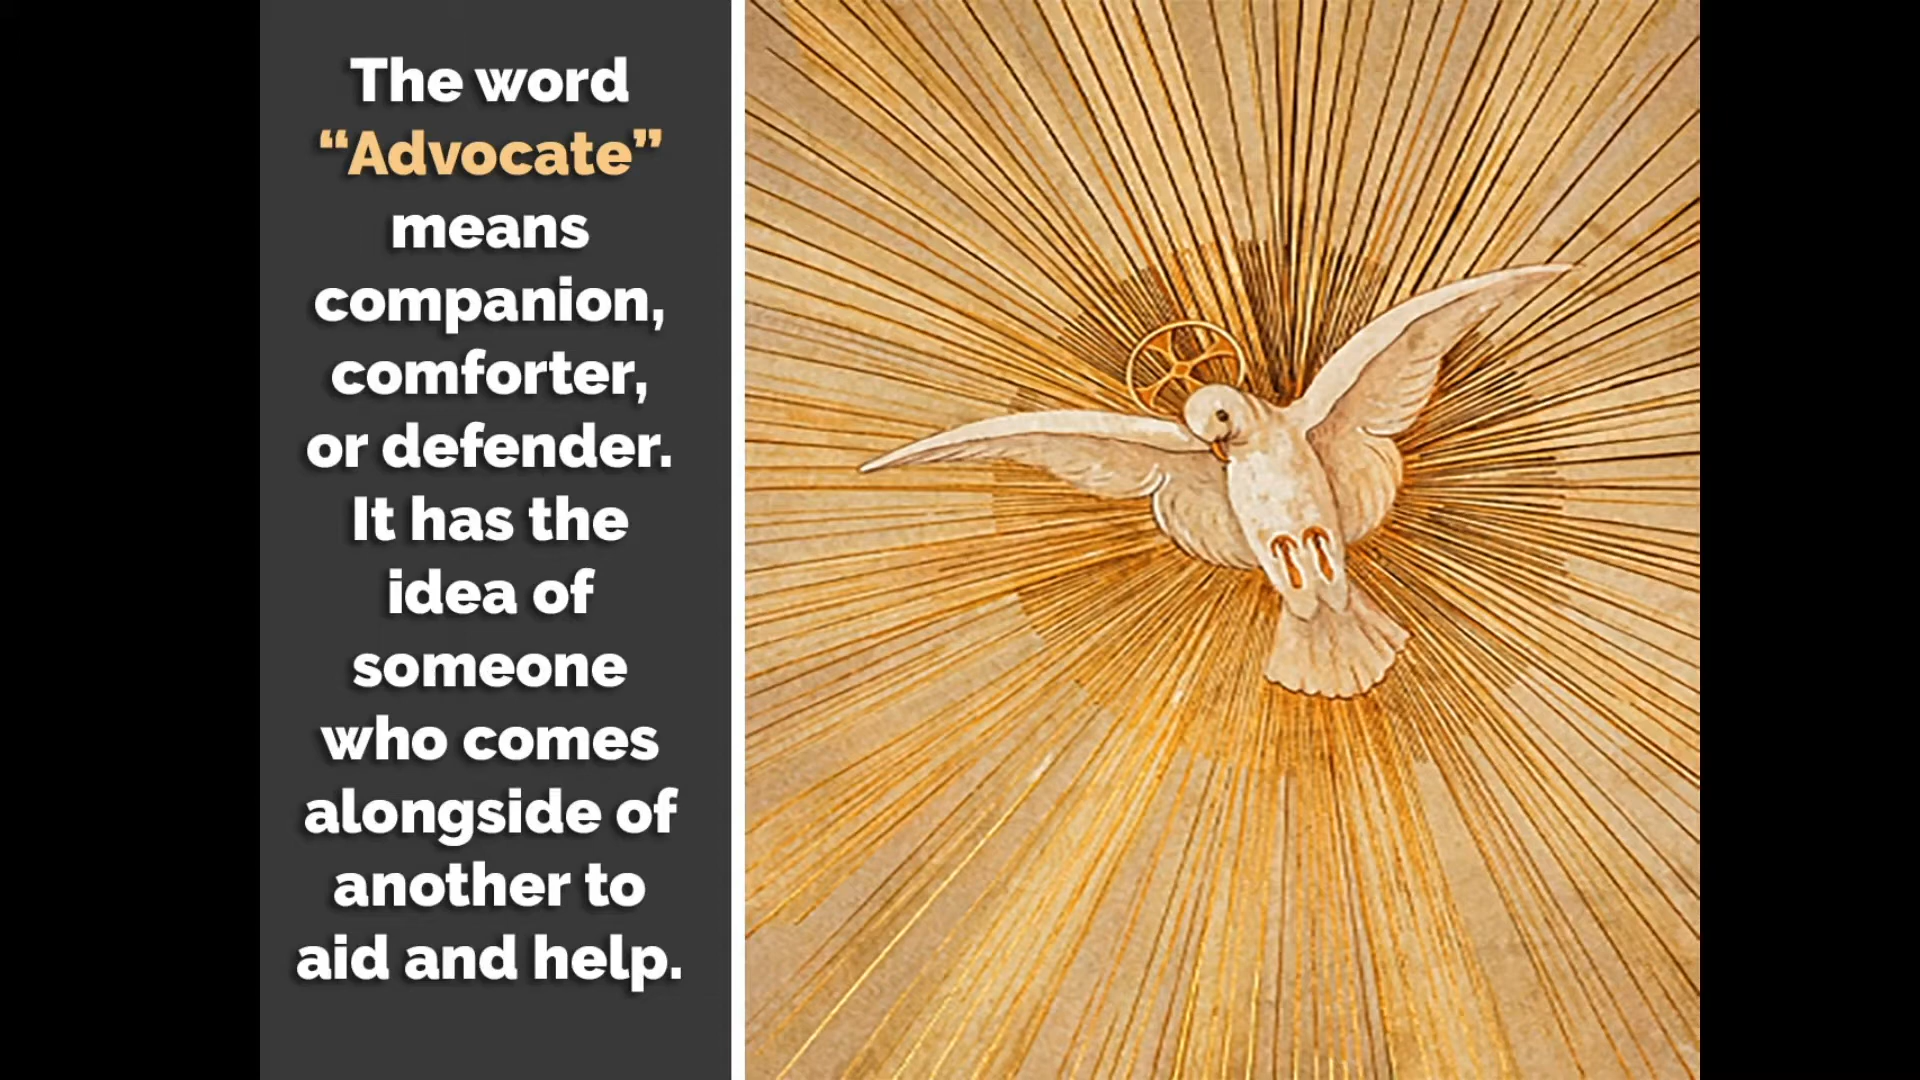 The word
“Advocate”
means
companion,
comforter,
or defender.
It has the
idea of
someone
who comes
alongside of
another to
aid and help.